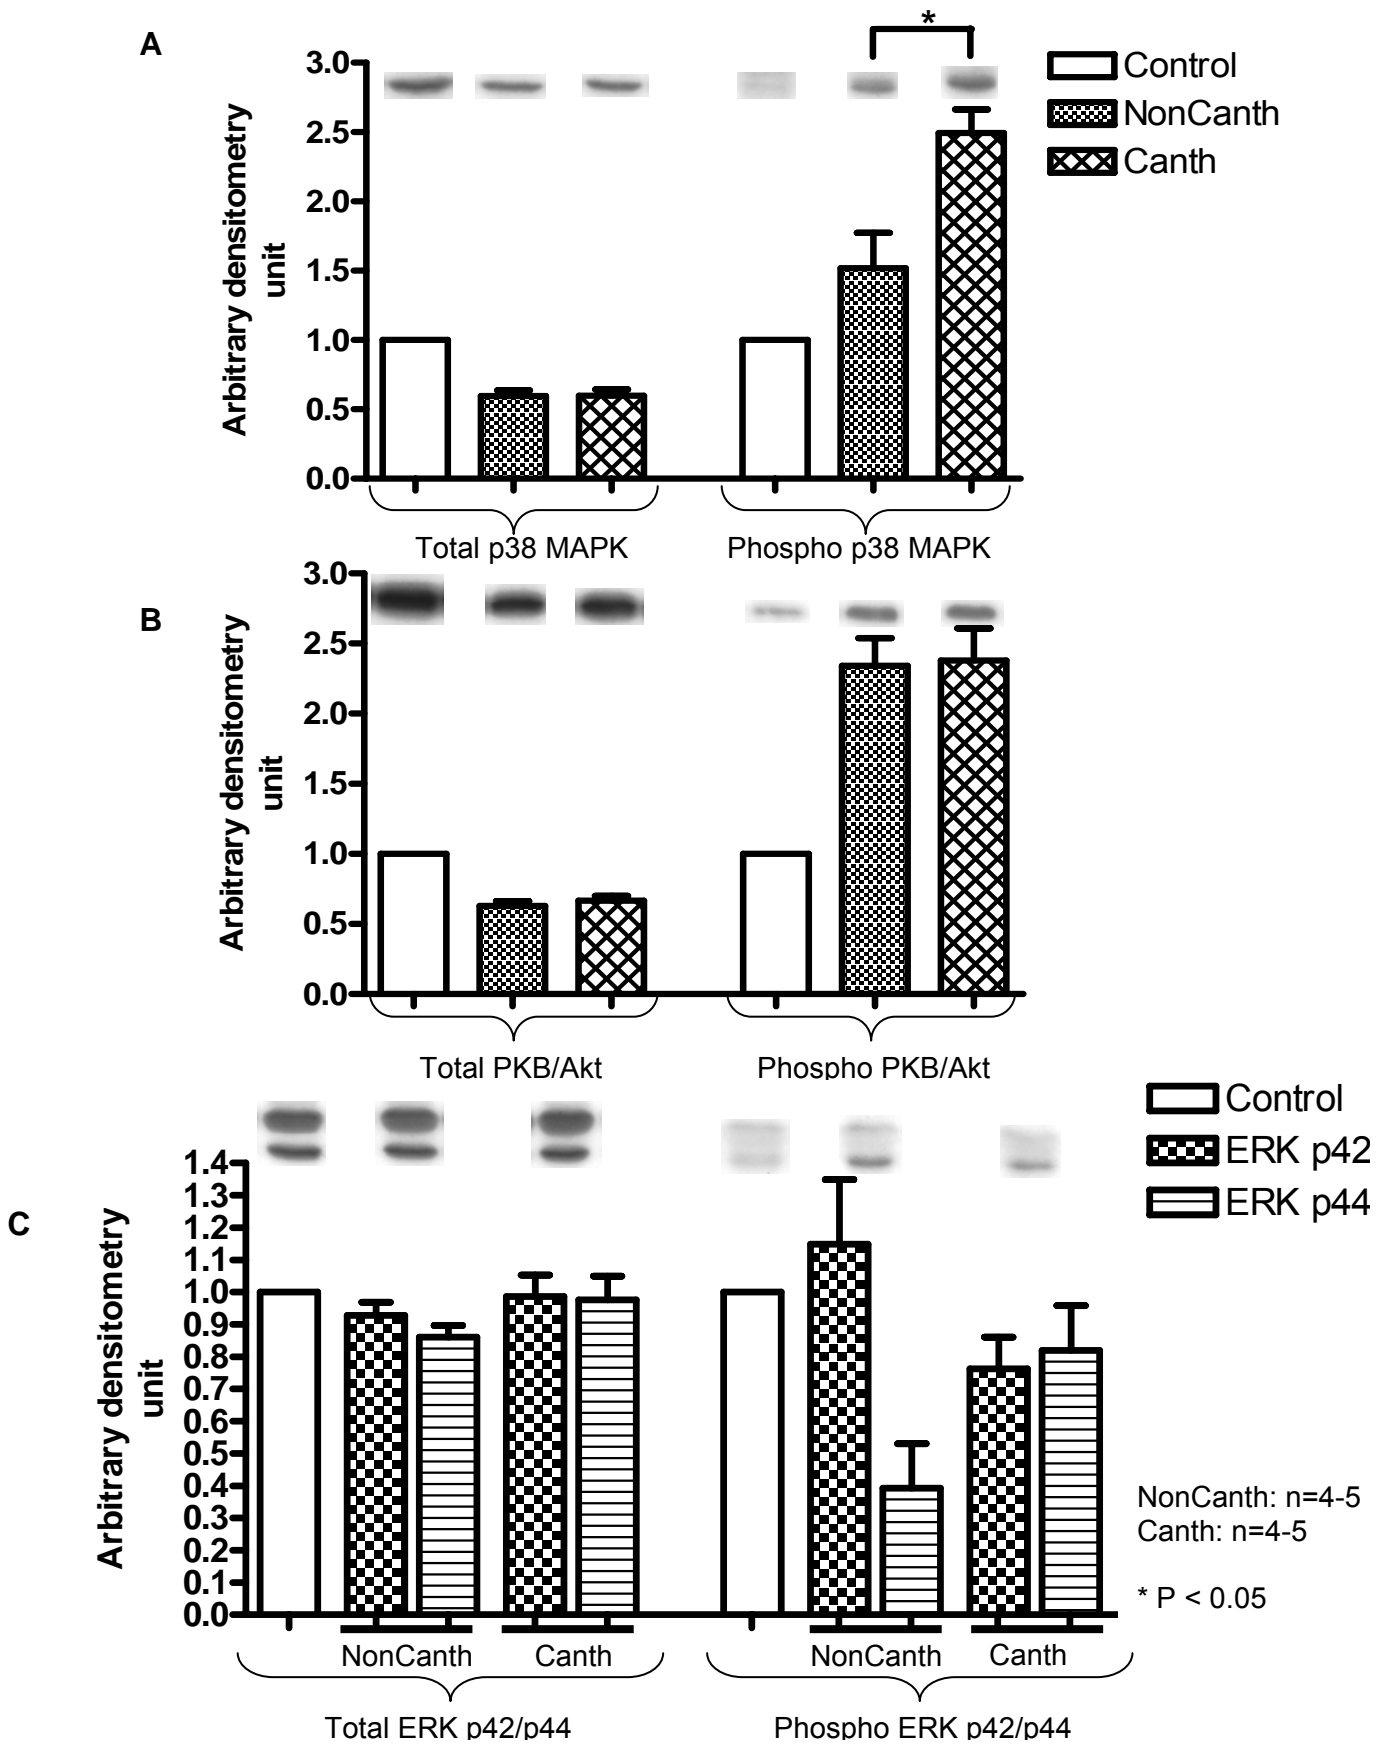 A
*
3.0
2.5
2.0
1.5
1.0
0.5
0.0
Arbitrary densitometry
unit
Control
NonCanth
Canth
Total p38 MAPK
Phospho p38 MAPK
B
3.0
2.5
2.0
1.5
1.0
0.5
0.0
Arbitrary densitometry
unit
Total PKB/Akt
Phospho PKB/Akt
C
1.4
1.3
1.2
1.1
1.0
0.9
0.8
0.7
0.6
0.5
0.4
0.3
0.2
0.1
0.0
Arbitrary densitometry
unit
Control
ERK p42
ERK p44
NonCanth: n=4-5
Canth: n=4-5
* P < 0.05
NonCanth
Canth
NonCanth
Canth
Total ERK p42/p44
Phospho ERK p42/p44